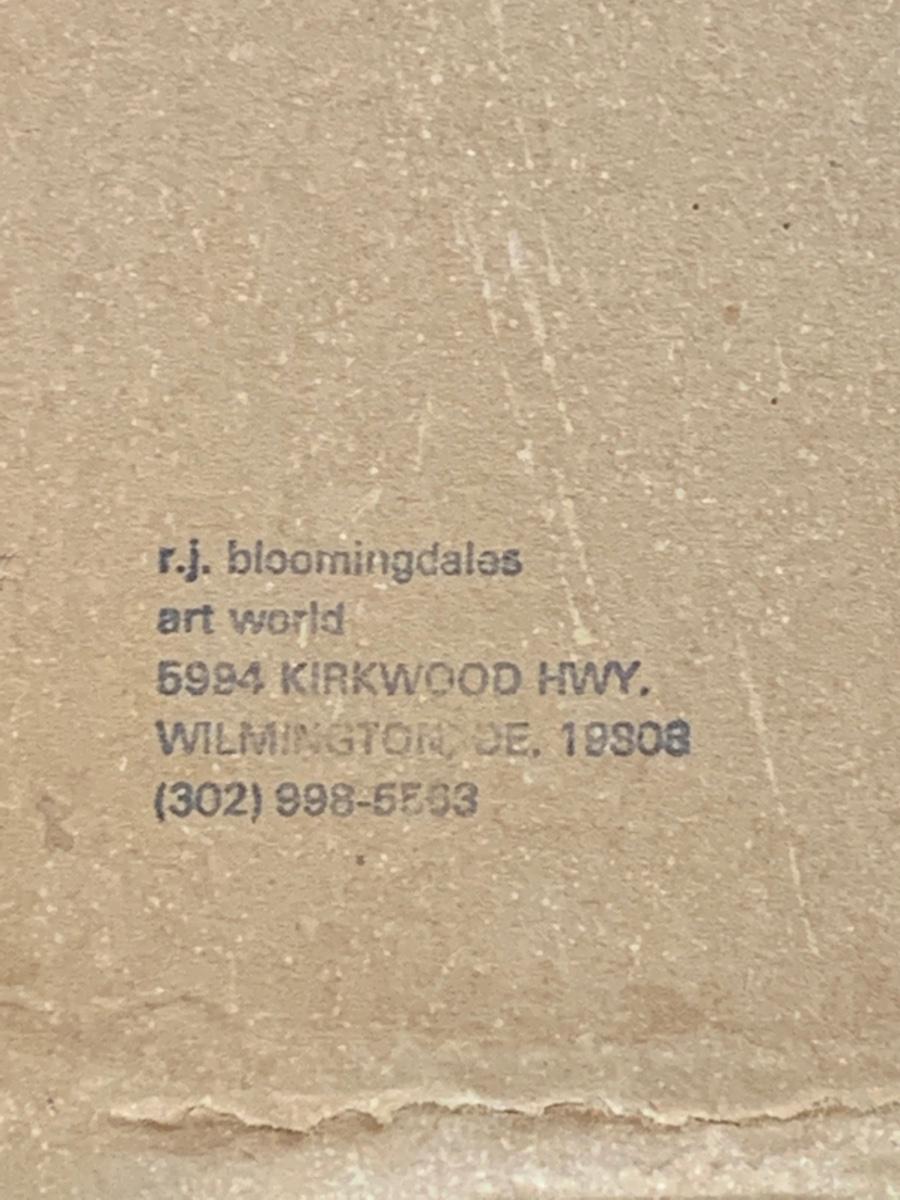 r.j. bloomingdales
art world
5994 KIRKWOOD HWY.
WILMINGTON, DE. 19808
(302) 998-5563